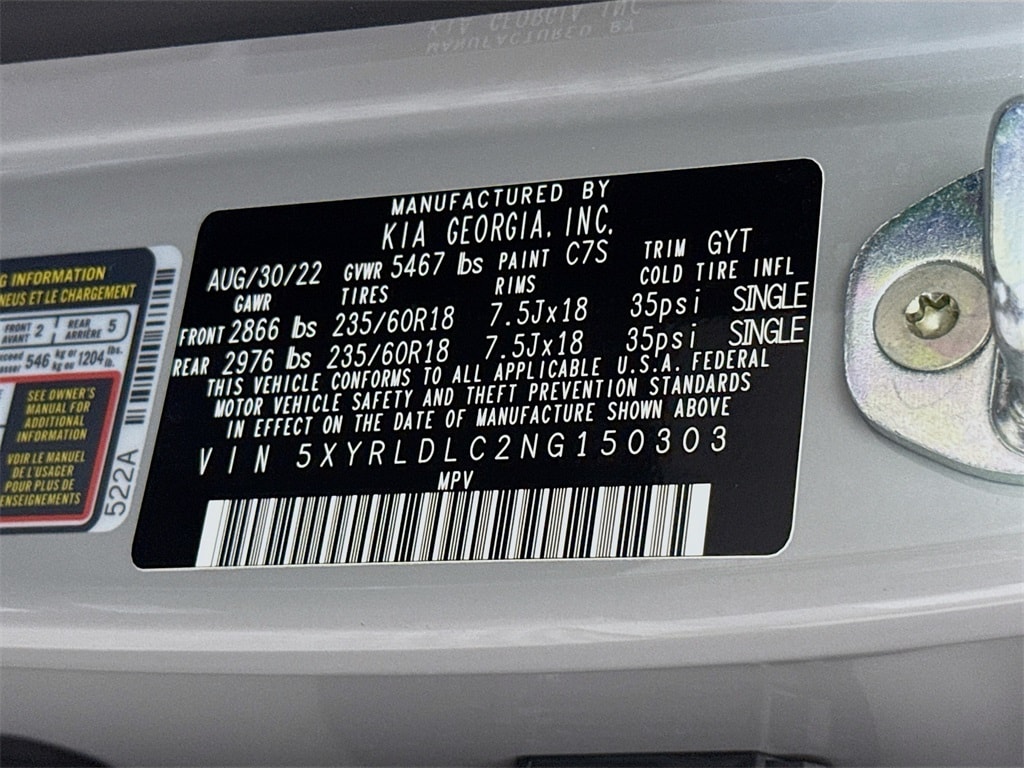 MANUFACTURED BY
KIA GEORGIA, INC.
AUG/30/22 GVWR 5467 lbs PAINT C7S TRIM GYT
GAWR TIRES RIMS COLD TIRE INFL
FRONT 2866 lbs 235/60R18 7.5Jx18 35psi SINGLE
REAR 2976 lbs 235/60R18 7.5Jx18 35psi SINGLE
THIS VEHICLE CONFORMS TO ALL APPLICABLE U.S.A. FEDERAL
MOTOR VEHICLE SAFETY AND THEFT PREVENTION STANDARDS
IN EFFECT ON THE DATE OF MANUFACTURE SHOWN ABOVE
VIN 5XYRLDLC2NG150303
MPV
INFORMATION
ET LE CHARGEMENT
FRONT 2 REAR 5
AVANT ARRIÈRE
546 kg or 1204 lbs.
kg ou lb.
SEE OWNER'S
MANUAL FOR
ADDITIONAL
INFORMATION
VOIR LE MANUEL
DE L'USAGER
POUR PLUS DE
RENSEIGNEMENTS
522A